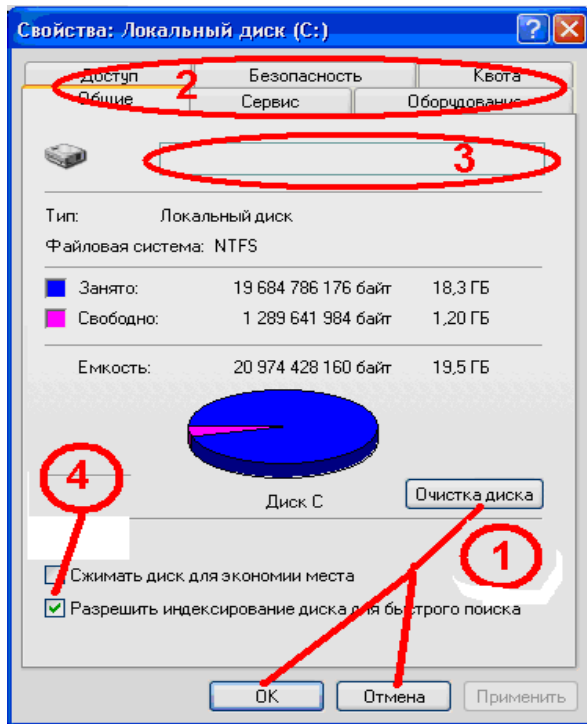 Свойства: Локальный диск (C:)
Доступ Безопасность Квота
2
Общие Сервис Оборудование
3
Тип: Локальный диск
Файловая система: NTFS
Занято: 19 684 786 176 байт 18,3 ГБ
Свободно: 1 289 641 984 байт 1,20 ГБ
Емкость: 20 974 428 160 байт 19,5 ГБ
4
Диск C Очистка диска
1
Сжимать диск для экономии места
Разрешить индексирование диска для быстрого поиска
OK Отмена Применить